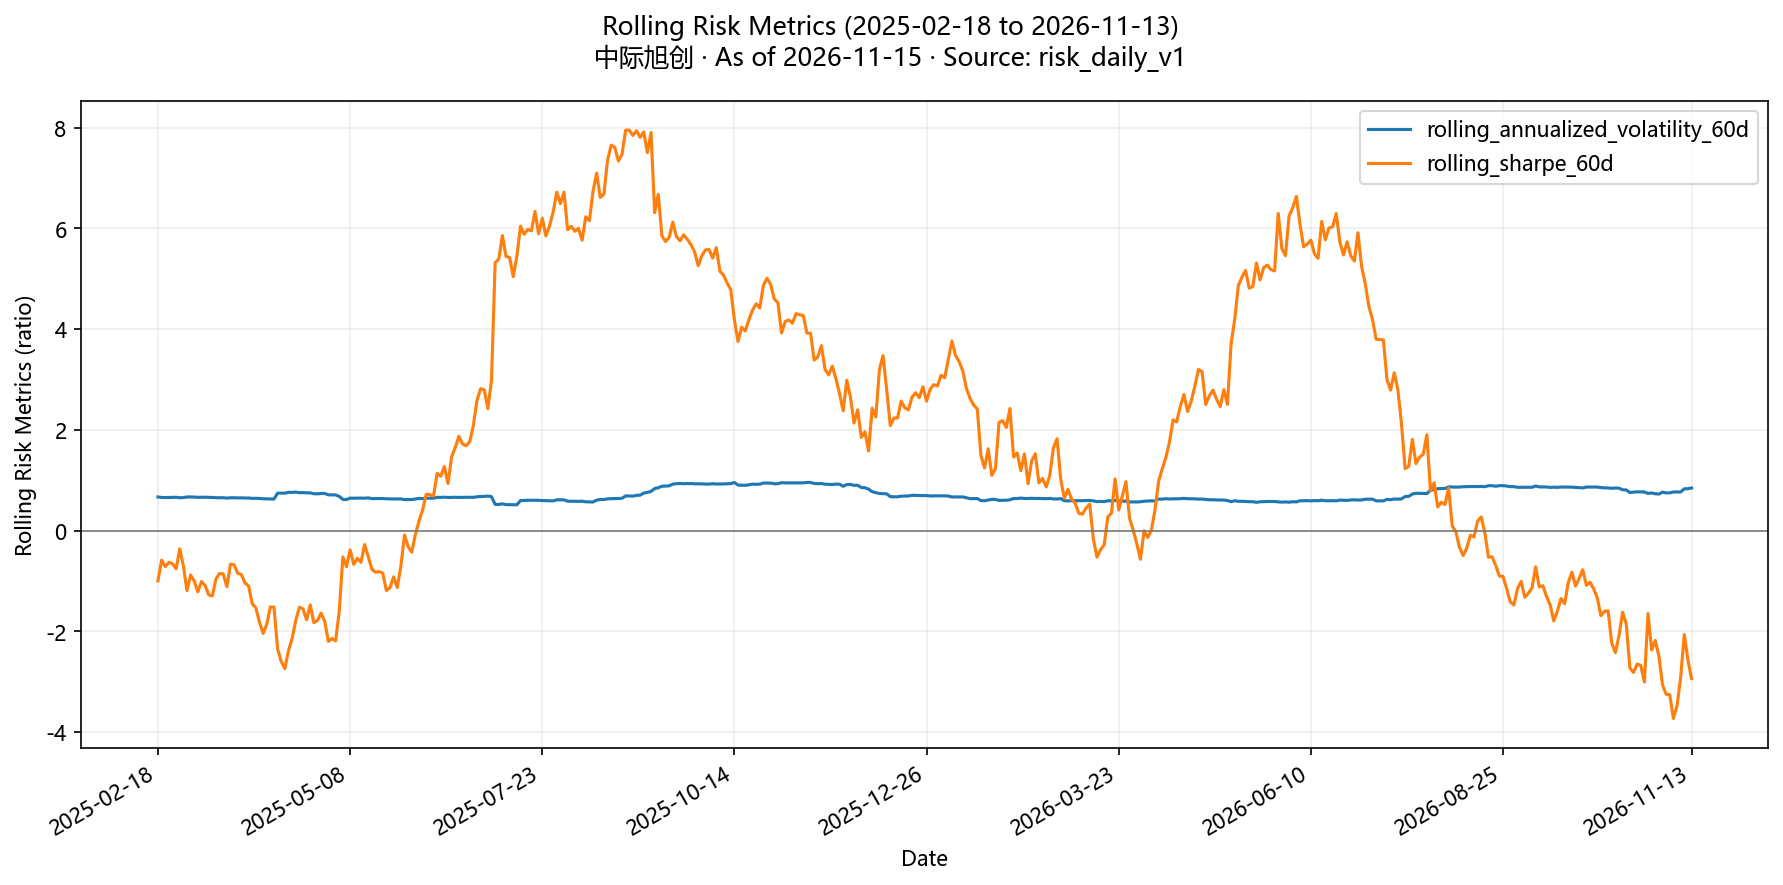 Rolling Risk Metrics (2025-02-18 to 2026-11-13)
中际旭创 · As of 2026-11-15 · Source: risk_daily_v1
rolling_annualized_volatility_60d
rolling_sharpe_60d
Rolling Risk Metrics (ratio)
8
6
4
2
0
-2
-4
2025-02-18
2025-05-08
2025-07-23
2025-10-14
2025-12-26
2026-03-23
2026-06-10
2026-08-25
2026-11-13
Date